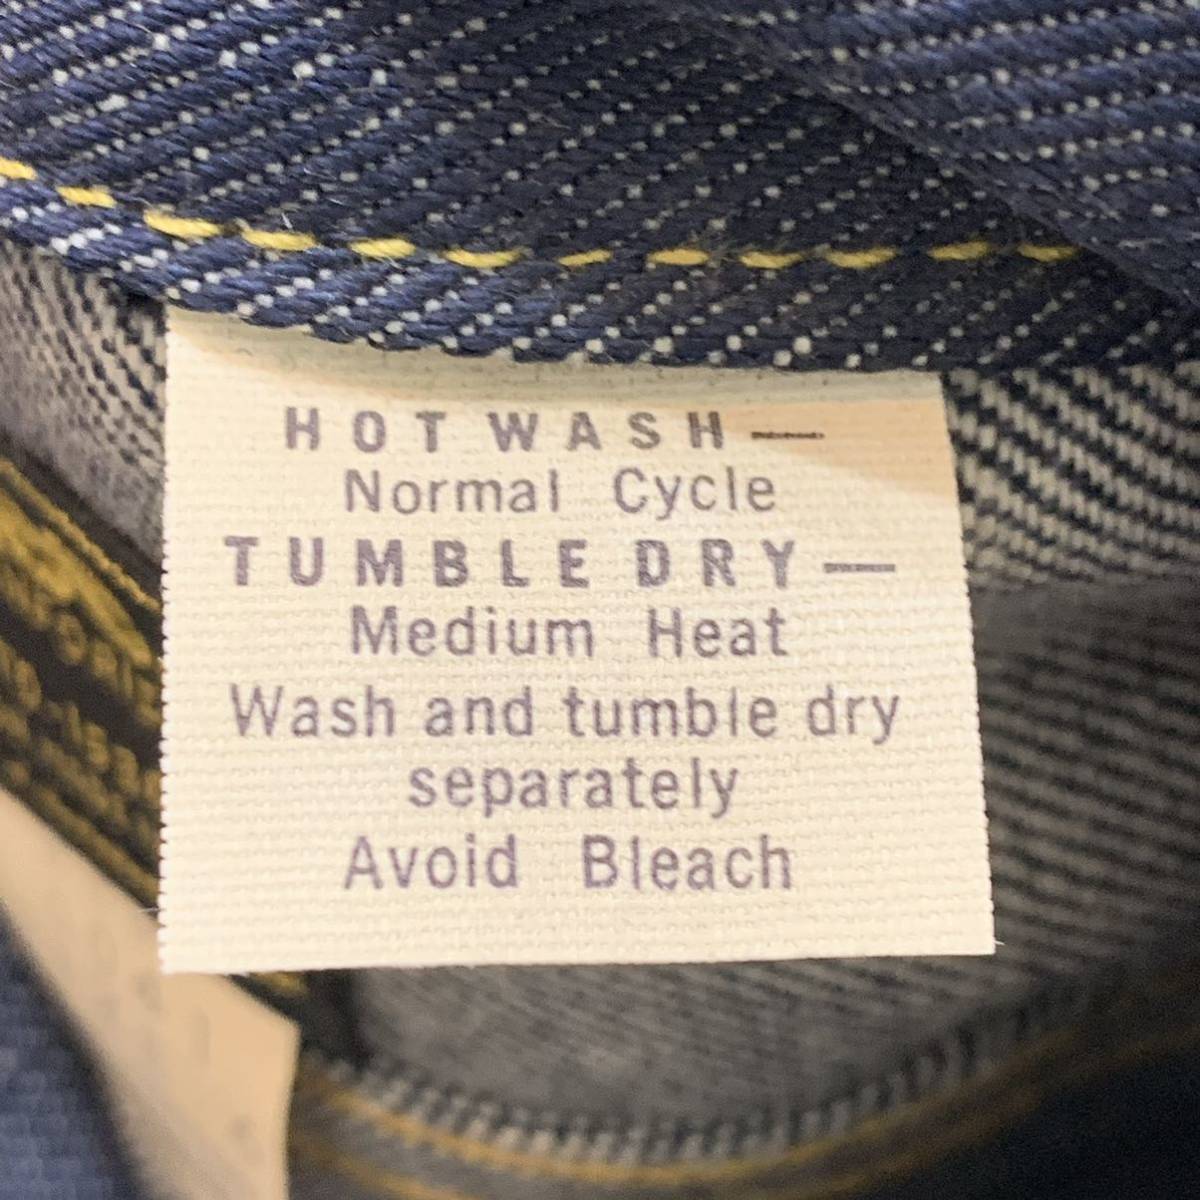 HOT WASH —
Normal Cycle
TUMBLE DRY —
Medium Heat
Wash and tumble dry
separately
Avoid Bleach